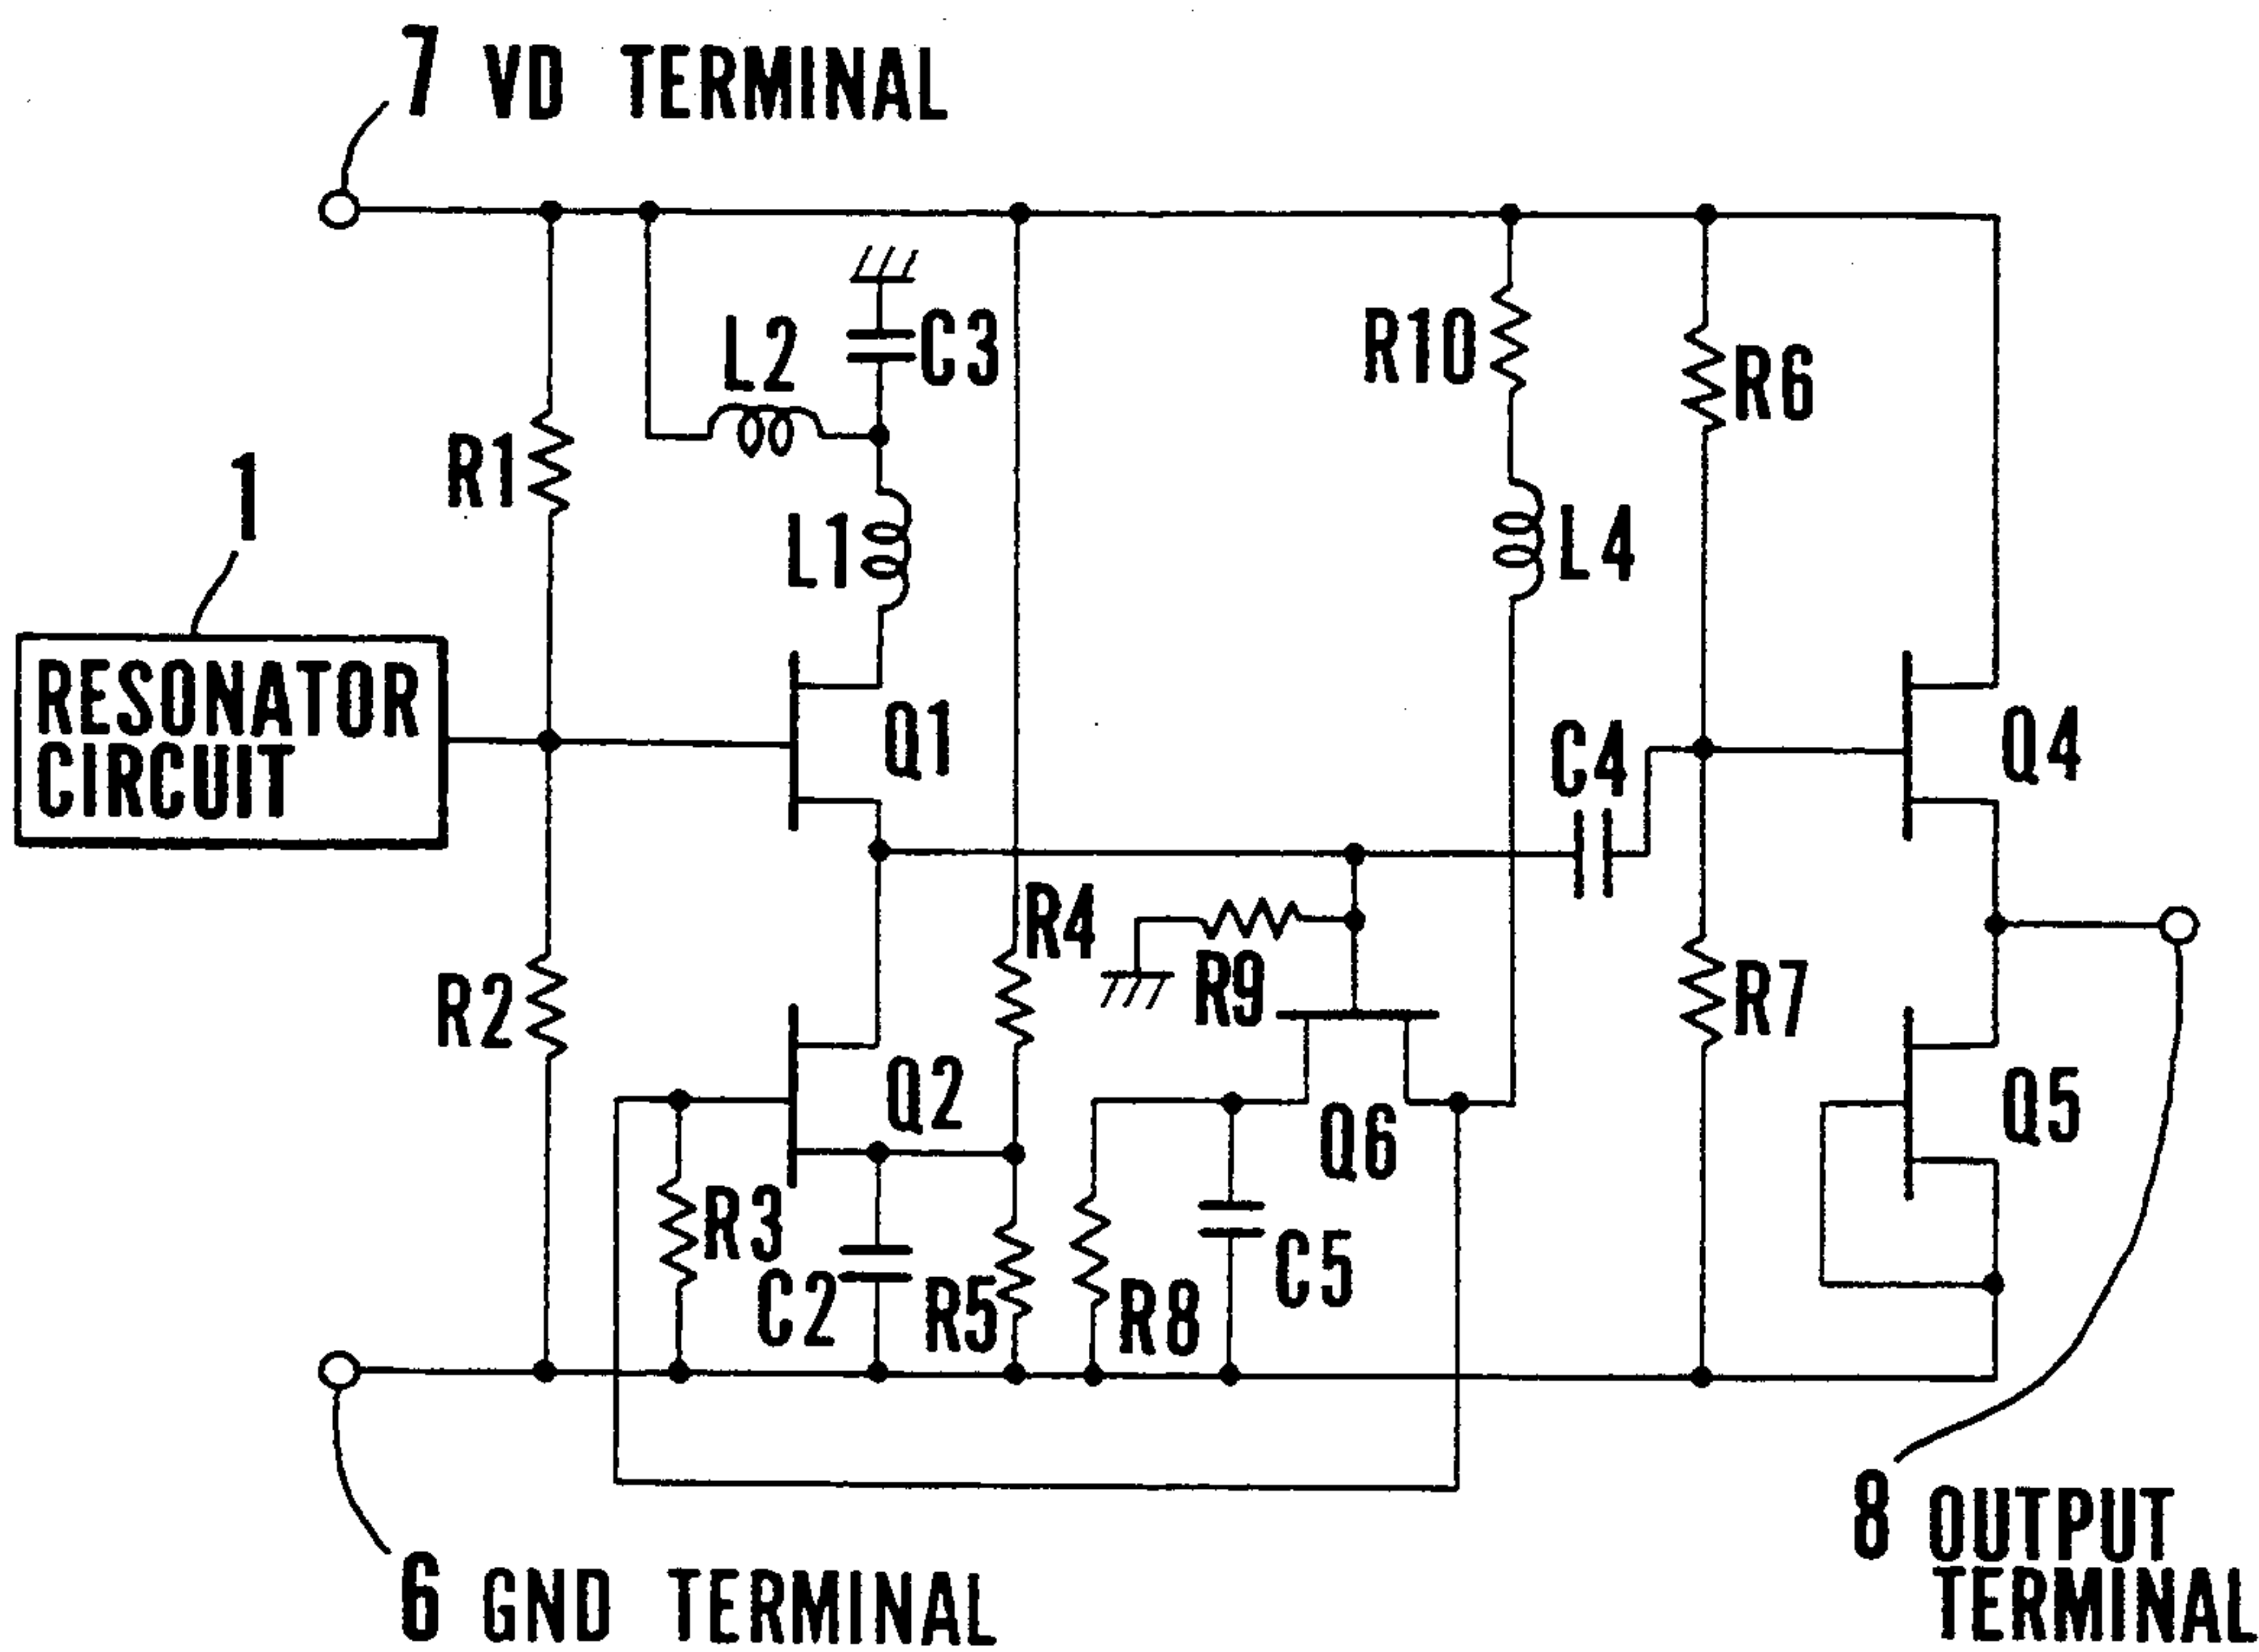 7 VD TERMINAL
L2
C3
R10
R6
R1
1
L1
L4
RESONATOR
CIRCUIT
Q1
C4
Q4
R4
R9
R2
R7
Q2
Q6
Q5
R3
C2
R5
R8
C5
6 GND TERMINAL
8 OUTPUT
TERMINAL